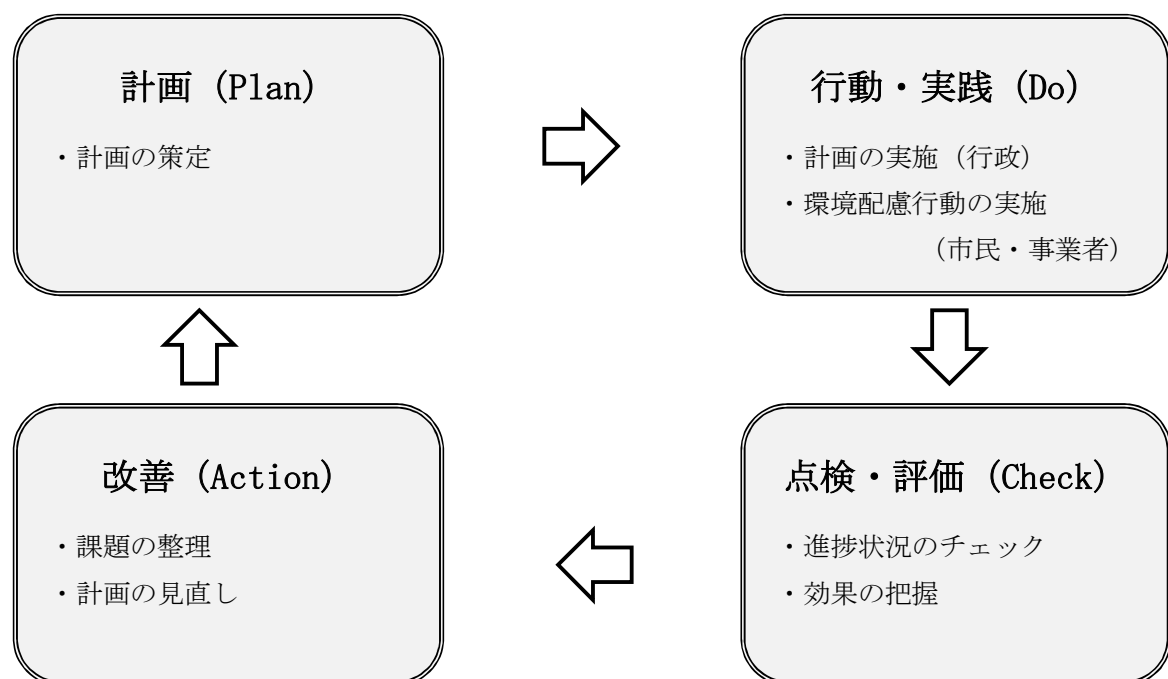 計画 (Plan)
・計画の策定
行動・実践 (Do)
・計画の実施（行政）
・環境配慮行動の実施
（市民・事業者）
改善 (Action)
・課題の整理
・計画の見直し
点検・評価 (Check)
・進捗状況のチェック
・効果の把握